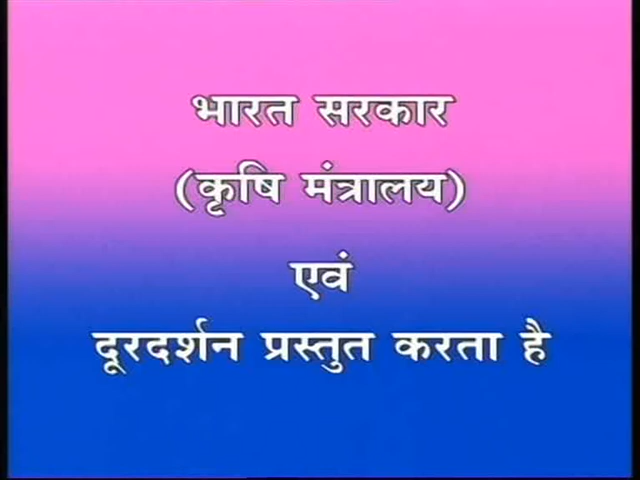 भारत सरकार
(कृषि मंत्रालय)
एवं
दूरदर्शन प्रस्तुत करता है